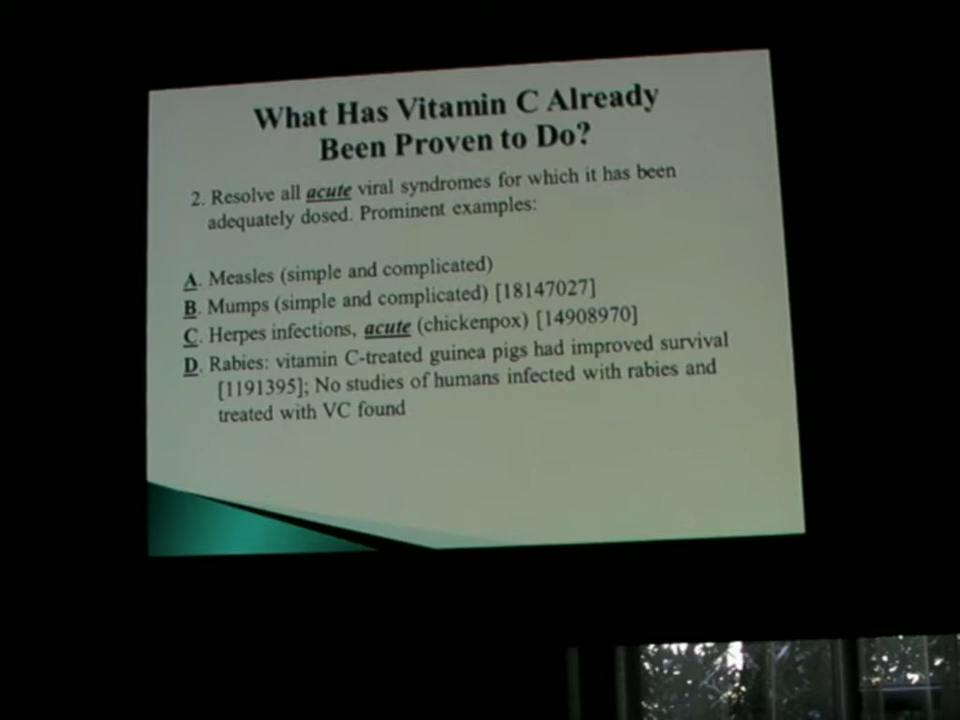 What Has Vitamin C Already
Been Proven to Do?
2. Resolve all acute viral syndromes for which it has been
adequately dosed. Prominent examples:
A. Measles (simple and complicated)
B. Mumps (simple and complicated) [18147027]
C. Herpes infections, acute (chickenpox) [14908970]
D. Rabies: vitamin C-treated guinea pigs had improved survival
[1191395]; No studies of humans infected with rabies and
treated with VC found